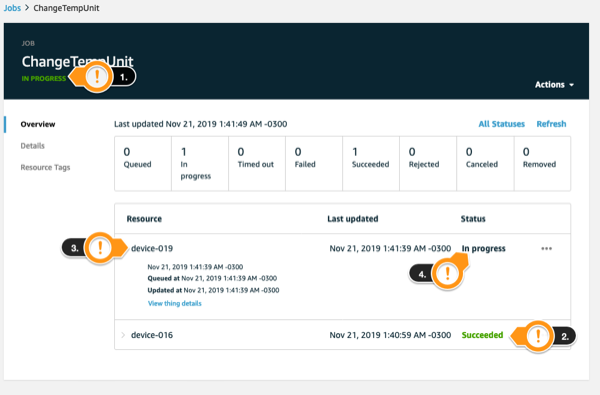 Jobs > ChangeTempUnit
JOB
ChangeTempUnit
IN PROGRESS ! 1.
Actions
Overview
Details
Resource Tags
Last updated Nov 21, 2019 1:41:49 AM -0300
All Statuses Refresh
0 1 0 0 1 0 0 0
Queued In progress Timed out Failed Succeeded Rejected Canceled Removed
Resource Last updated Status
3. ! device-019 Nov 21, 2019 1:41:39 AM -0300 In progress ...
4. !
Nov 21, 2019 1:41:39 AM -0300
Queued at Nov 21, 2019 1:41:39 AM -0300
Updated at Nov 21, 2019 1:41:39 AM -0300
View thing details
> device-016 Nov 21, 2019 1:40:59 AM -0300 Succeeded ! 2.